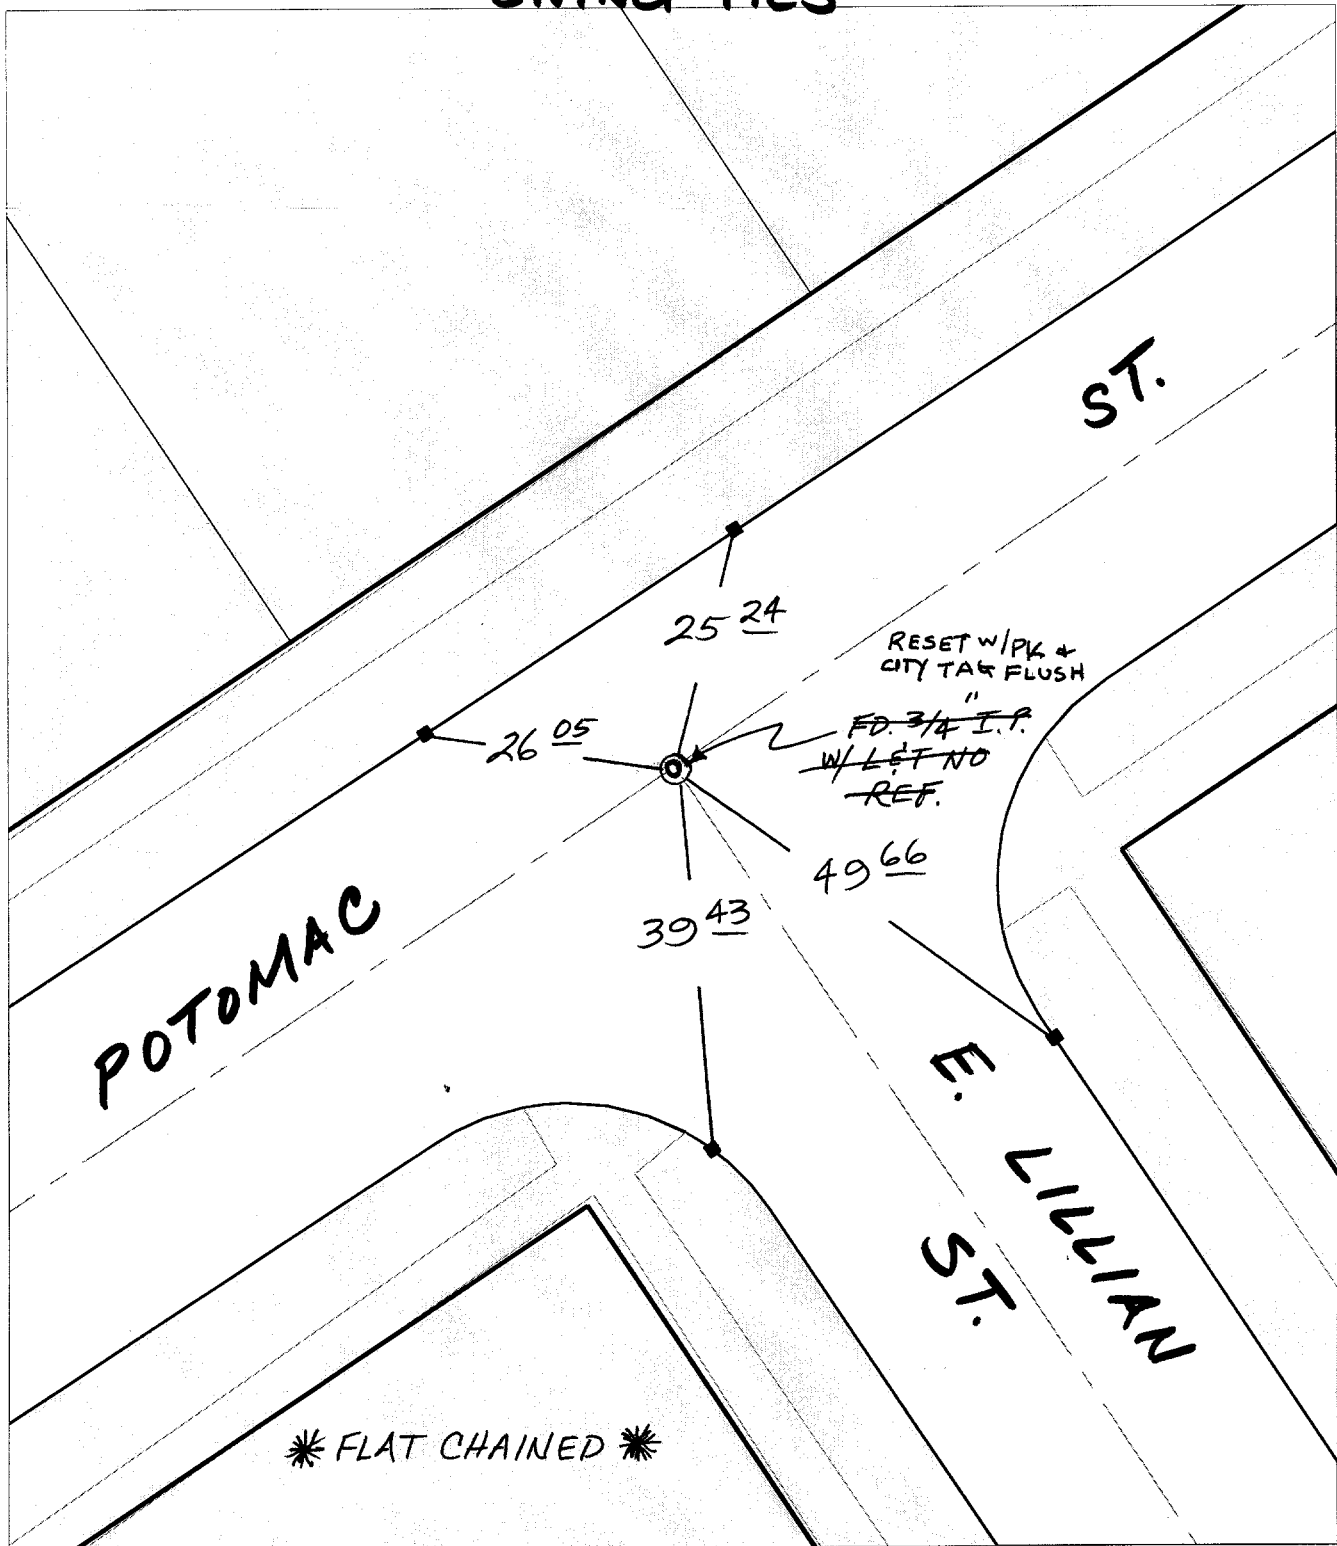 ST.
25 24
RESET W/PK &
CITY TAG FLUSH
FD. 3/4" I.P.
W/ L&T NO
REF.
26 05
49 66
39 43
POTOMAC
E. LILLIAN
ST.
FLAT CHAINED